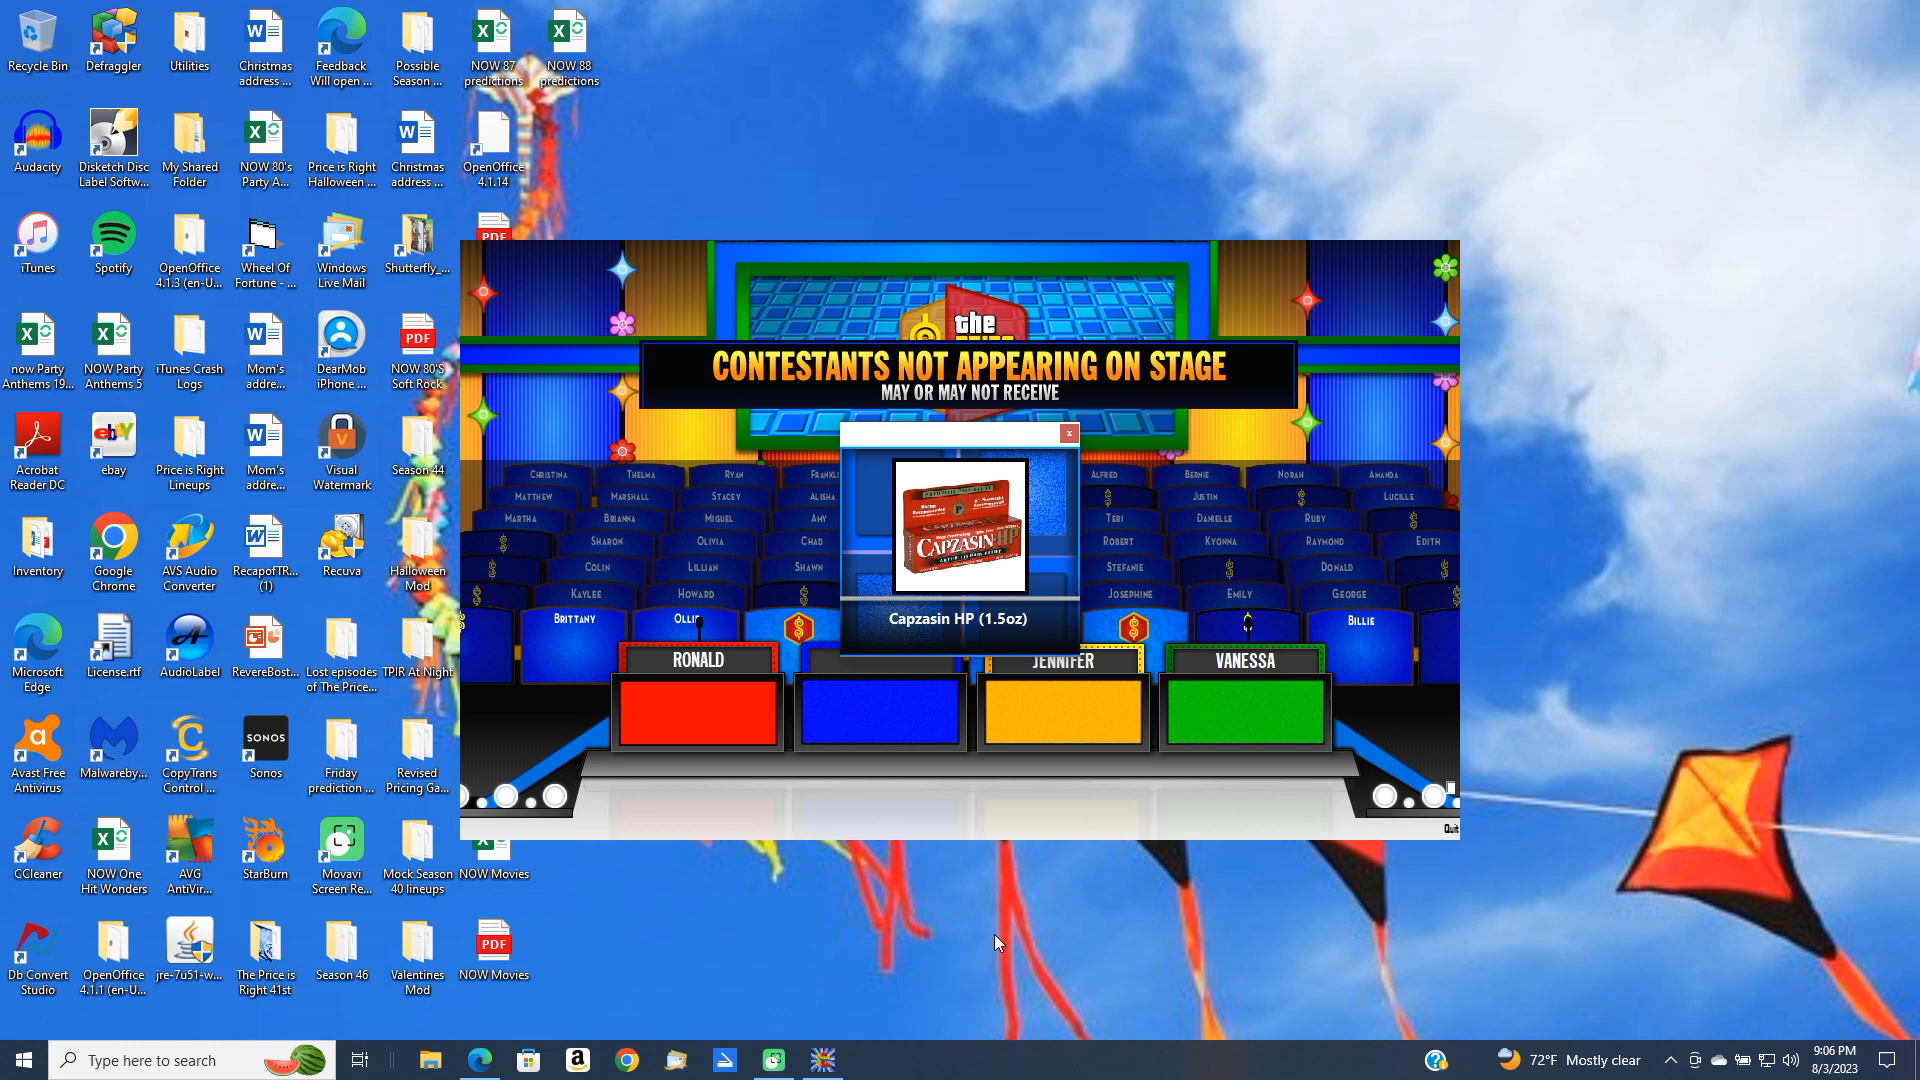 Recycle Bin
Defraggler
Utilities
Christmas
address ...
Feedback
Will open ...
Possible
Season ...
NOW 87
predictions
NOW 88
predictions
Audacity
Disketch Disc
Label Softw...
My Shared
Folder
NOW 80's
Party A...
Price is Right
Halloween ...
Christmas
address ...
OpenOffice
4.1.14
iTunes
Spotify
OpenOffice
4.1.3 (en-U...
Wheel Of
Fortune - ...
Windows
Live Mail
Shutterfly_...
PDF
now Party
Anthems 19...
NOW Party
Anthems 5
iTunes Crash
Logs
Mom's
addre...
DearMob
iPhone ...
PDF
NOW 80'S
Soft Rock
Acrobat
Reader DC
ebay
ebay
Price is Right
Lineups
Mom's
addre...
Visual
Watermark
Season 44
Inventory
Google
Chrome
AVS Audio
Converter
RecapofTR...
(1)
Recuva
Halloween
Mod
Microsoft
Edge
License.rtf
AudioLabel
RevereBost...
Lost episodes
of The Price...
TPIR At Night
Avast Free
Antivirus
Malwareby...
CopyTrans
Control ...
SONOS
Sonos
Friday
prediction ...
Revised
Pricing Ga...
CCleaner
NOW One
Hit Wonders
AVG
AntiVir...
StarBurn
Movavi
Screen Re...
Mock Season
40 lineups
NOW Movies
Db Convert
Studio
OpenOffice
4.1.1 (en-U...
jre-7u51-w...
The Price is
Right 41st
Season 46
Valentines
Mod
PDF
NOW Movies
the
CONTESTANTS NOT APPEARING ON STAGE
MAY OR MAY NOT RECEIVE
CHRISTINA THELMA RYAN ALFRED BERNIE NORAH AMANDA
MATTHEW MARSHALL STACEY ALISHA JUSTIN LUCILLE
MARTHA BRIANNA MIGUEL AMY TERI DANIELLE RUBY
SHARON OLIVIA CHAD ROBERT KYONNA RAYMOND EDITH
COLIN LILLIAN SHAWN STEFANIE DONALD
KAYLEE HOWARD JOSEPHINE EMILY GEORGE
BRITTANY BILLIE
CAPZASIN-HP
Capzasin HP (1.5oz)
RONALD JENNIFER VANESSA
Quit
Type here to search
72°F Mostly clear
9:06 PM
8/3/2023